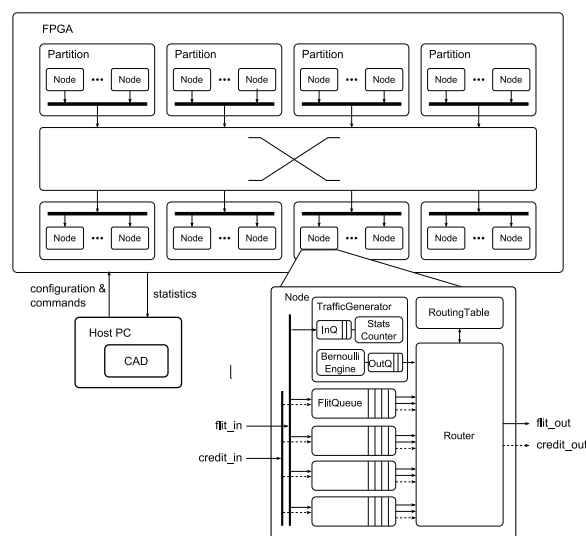 FPGA
Partition Partition Partition Partition
Node ••• Node Node ••• Node Node ••• Node Node ••• Node
Node ••• Node Node ••• Node Node ••• Node Node ••• Node
configuration &
commands
statistics
Host PC
CAD
Node
TrafficGenerator
InQ
Stats
Counter
Bernoulli
Engine
OutQ
RoutingTable
FlitQueue
Router
flit_in
credit_in
flit_out
credit_out